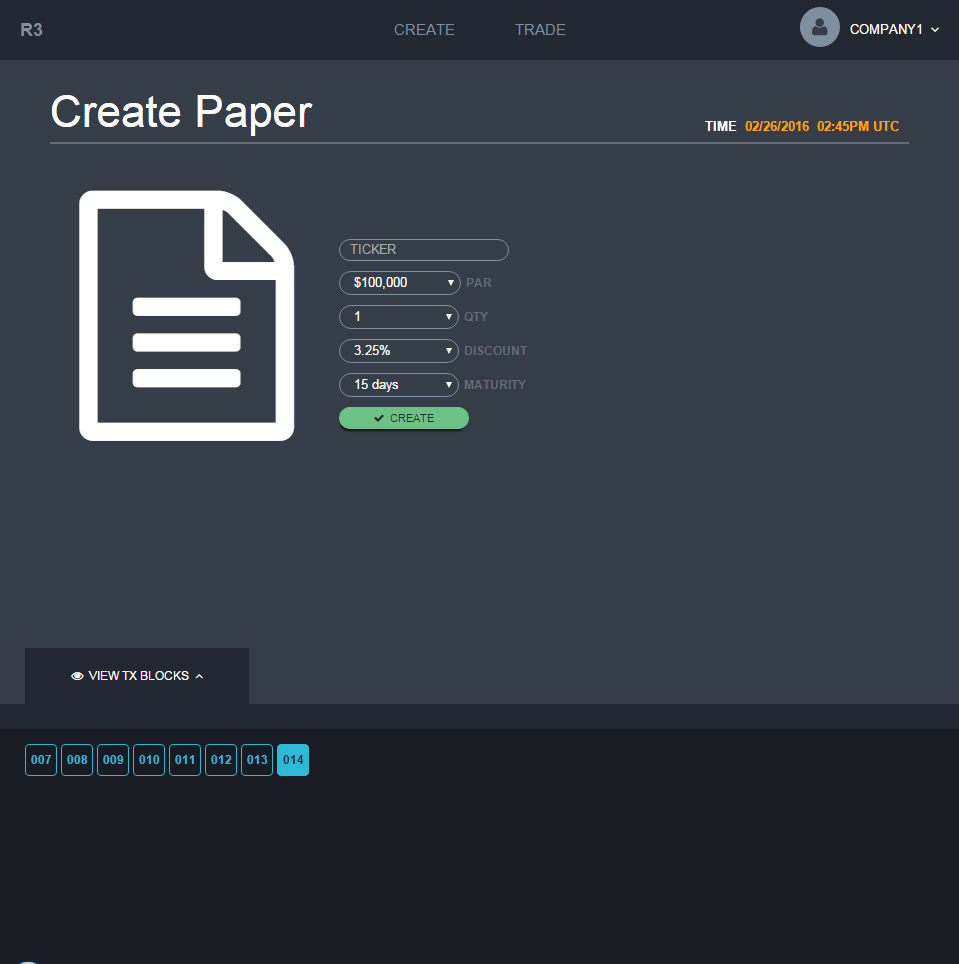 R3 CREATE TRADE COMPANY1
Create Paper
TIME 02/26/2016 02:45PM UTC
TICKER
$100,000 PAR
1 QTY
3.25% DISCOUNT
15 days MATURITY
CREATE
VIEW TX BLOCKS
007 008 009 010 011 012 013 014